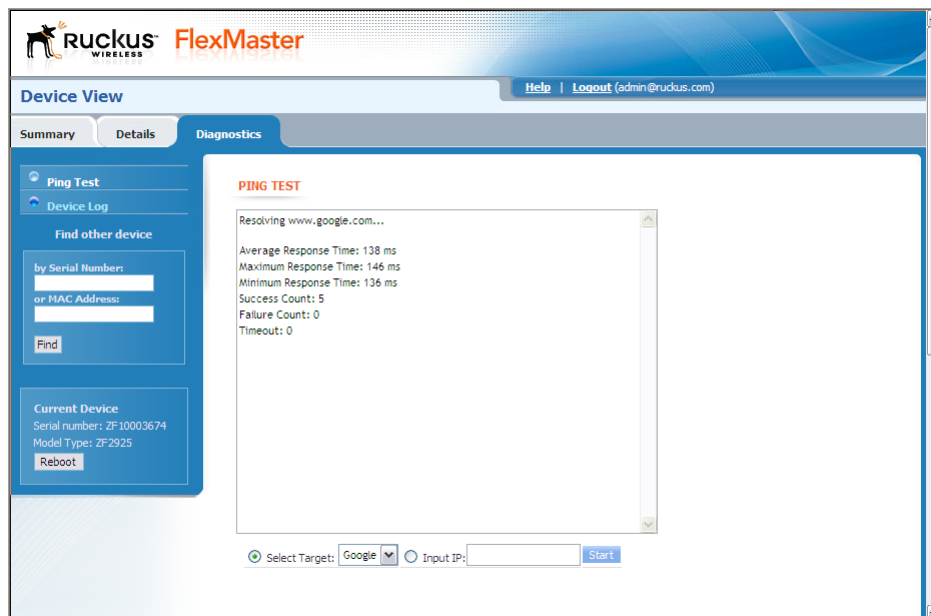 Ruckus FlexMaster
WIRELESS
Device View
Help | Logout (admin@ruckus.com)
Summary Details Diagnostics
Ping Test
Device Log
Find other device
by Serial Number:
or MAC Address:
Find
Current Device
Serial number: ZF10003674
Model Type: ZF2925
Reboot
PING TEST
Resolving www.google.com...
Average Response Time: 138 ms
Maximum Response Time: 146 ms
Minimum Response Time: 136 ms
Success Count: 5
Failure Count: 0
Timeout: 0
Select Target: Google Input IP: Start